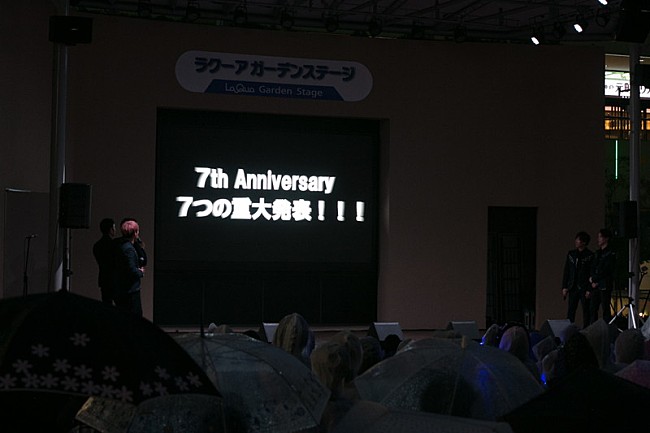 ラクーア ガーデンステージ
LaQua Garden Stage
7th Anniversary
7つの重大発表！！！